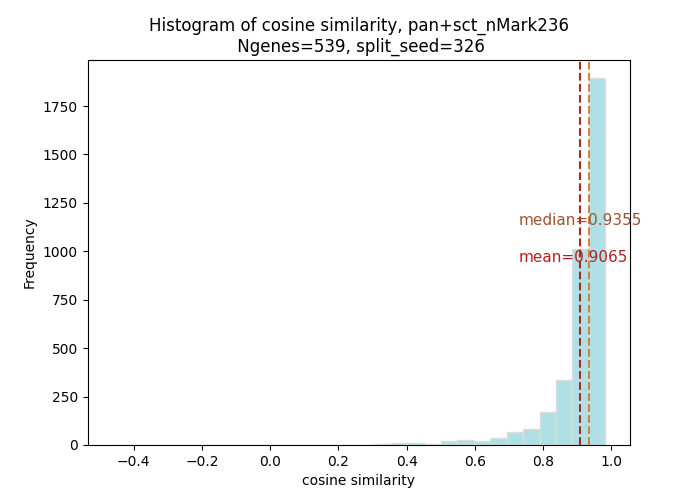 Histogram of cosine similarity, pan+sct_nMark236
Ngenes=539, split_seed=326
Frequency
1750
1500
1250
1000
750
500
250
0
median=0.9355
mean=0.9065
−0.4 −0.2 0.0 0.2 0.4 0.6 0.8 1.0
cosine similarity